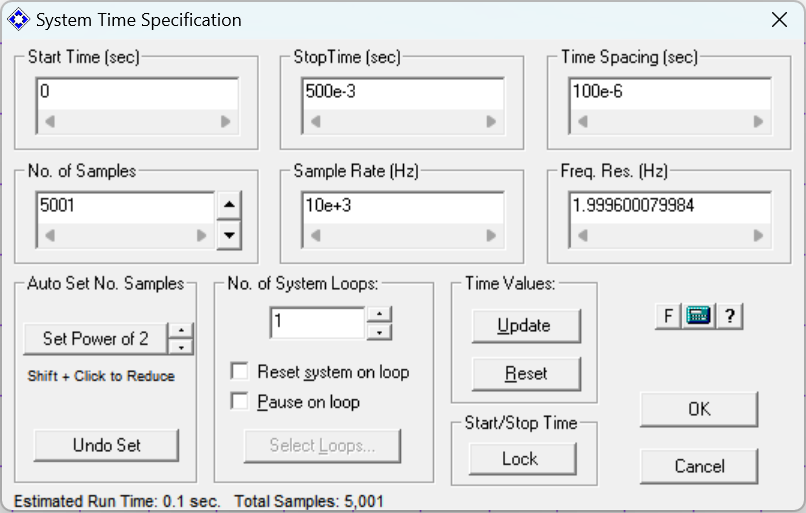 System Time Specification
Start Time (sec)
StopTime (sec)
Time Spacing (sec)
0
500e-3
100e-6
No. of Samples
Sample Rate (Hz)
Freq. Res. (Hz)
5001
10e+3
1.999600079984
Auto Set No. Samples
No. of System Loops:
Time Values:
1
F
?
Set Power of 2
Update
Shift + Click to Reduce
Reset system on loop
Reset
Pause on loop
OK
Start/Stop Time
Undo Set
Select Loops...
Lock
Cancel
Estimated Run Time: 0.1 sec. Total Samples: 5,001